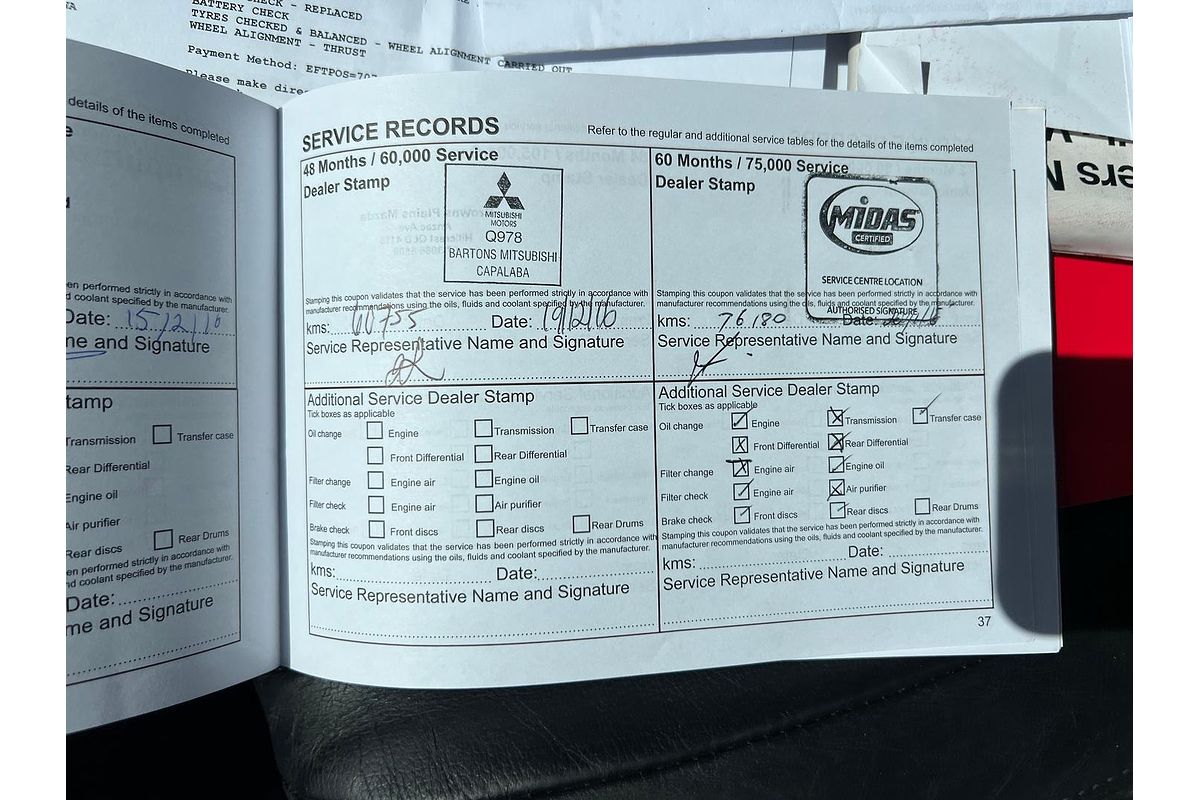 CHECK - REPLACED
BATTERY CHECK
TYRES CHECKED & BALANCED - WHEEL ALIGNMENT CARRIED OUT
WHEEL ALIGNMENT - THRUST
Payment Method: EFTPOS=
Please make
details of the items completed
en performed strictly in accordance with
d coolant specified by the manufacturer.
Date: 15/12/
me and Signature
tamp
Transmission Transfer case
Rear Differential
Engine oil
Air purifier
Rear discs Rear Drums
en performed strictly in accordance with
d coolant specified by the manufacturer.
Date:
me and Signature
SERVICE RECORDS
Refer to the regular and additional service tables for the details of the items completed
48 Months / 60,000 Service
Dealer Stamp
MITSUBISHI
MOTORS
Q978
BARTONS MITSUBISHI
CAPALABA
Stamping this coupon validates that the service has been performed strictly in accordance with
manufacturer recommendations using the oils, fluids and coolant specified by the manufacturer.
kms: 60755 Date: 19/12/16
Service Representative Name and Signature
Additional Service Dealer Stamp
Tick boxes as applicable
Oil change Engine Transmission Transfer case
Front Differential Rear Differential
Filter change Engine air Engine oil
Filter check Engine air Air purifier
Brake check Front discs Rear discs Rear Drums
Stamping this coupon validates that the service has been performed strictly in accordance with
manufacturer recommendations using the oils, fluids and coolant specified by the manufacturer.
kms: Date:
Service Representative Name and Signature
60 Months / 75,000 Service
Dealer Stamp
MIDAS
CERTIFIED
SERVICE CENTRE LOCATION
Stamping this coupon validates that the service has been performed strictly in accordance with
manufacturer recommendations using the oils, fluids and coolant specified by the manufacturer.
AUTHORISED SIGNATURE
kms: 76,180 Date:
Service Representative Name and Signature
Additional Service Dealer Stamp
Tick boxes as applicable
Oil change Engine Transmission Transfer case
Front Differential Rear Differential
Filter change Engine air Engine oil
Filter check Engine air Air purifier
Brake check Front discs Rear discs Rear Drums
Stamping this coupon validates that the service has been performed strictly in accordance with
manufacturer recommendations using the oils, fluids and coolant specified by the manufacturer.
kms: Date:
Service Representative Name and Signature
37